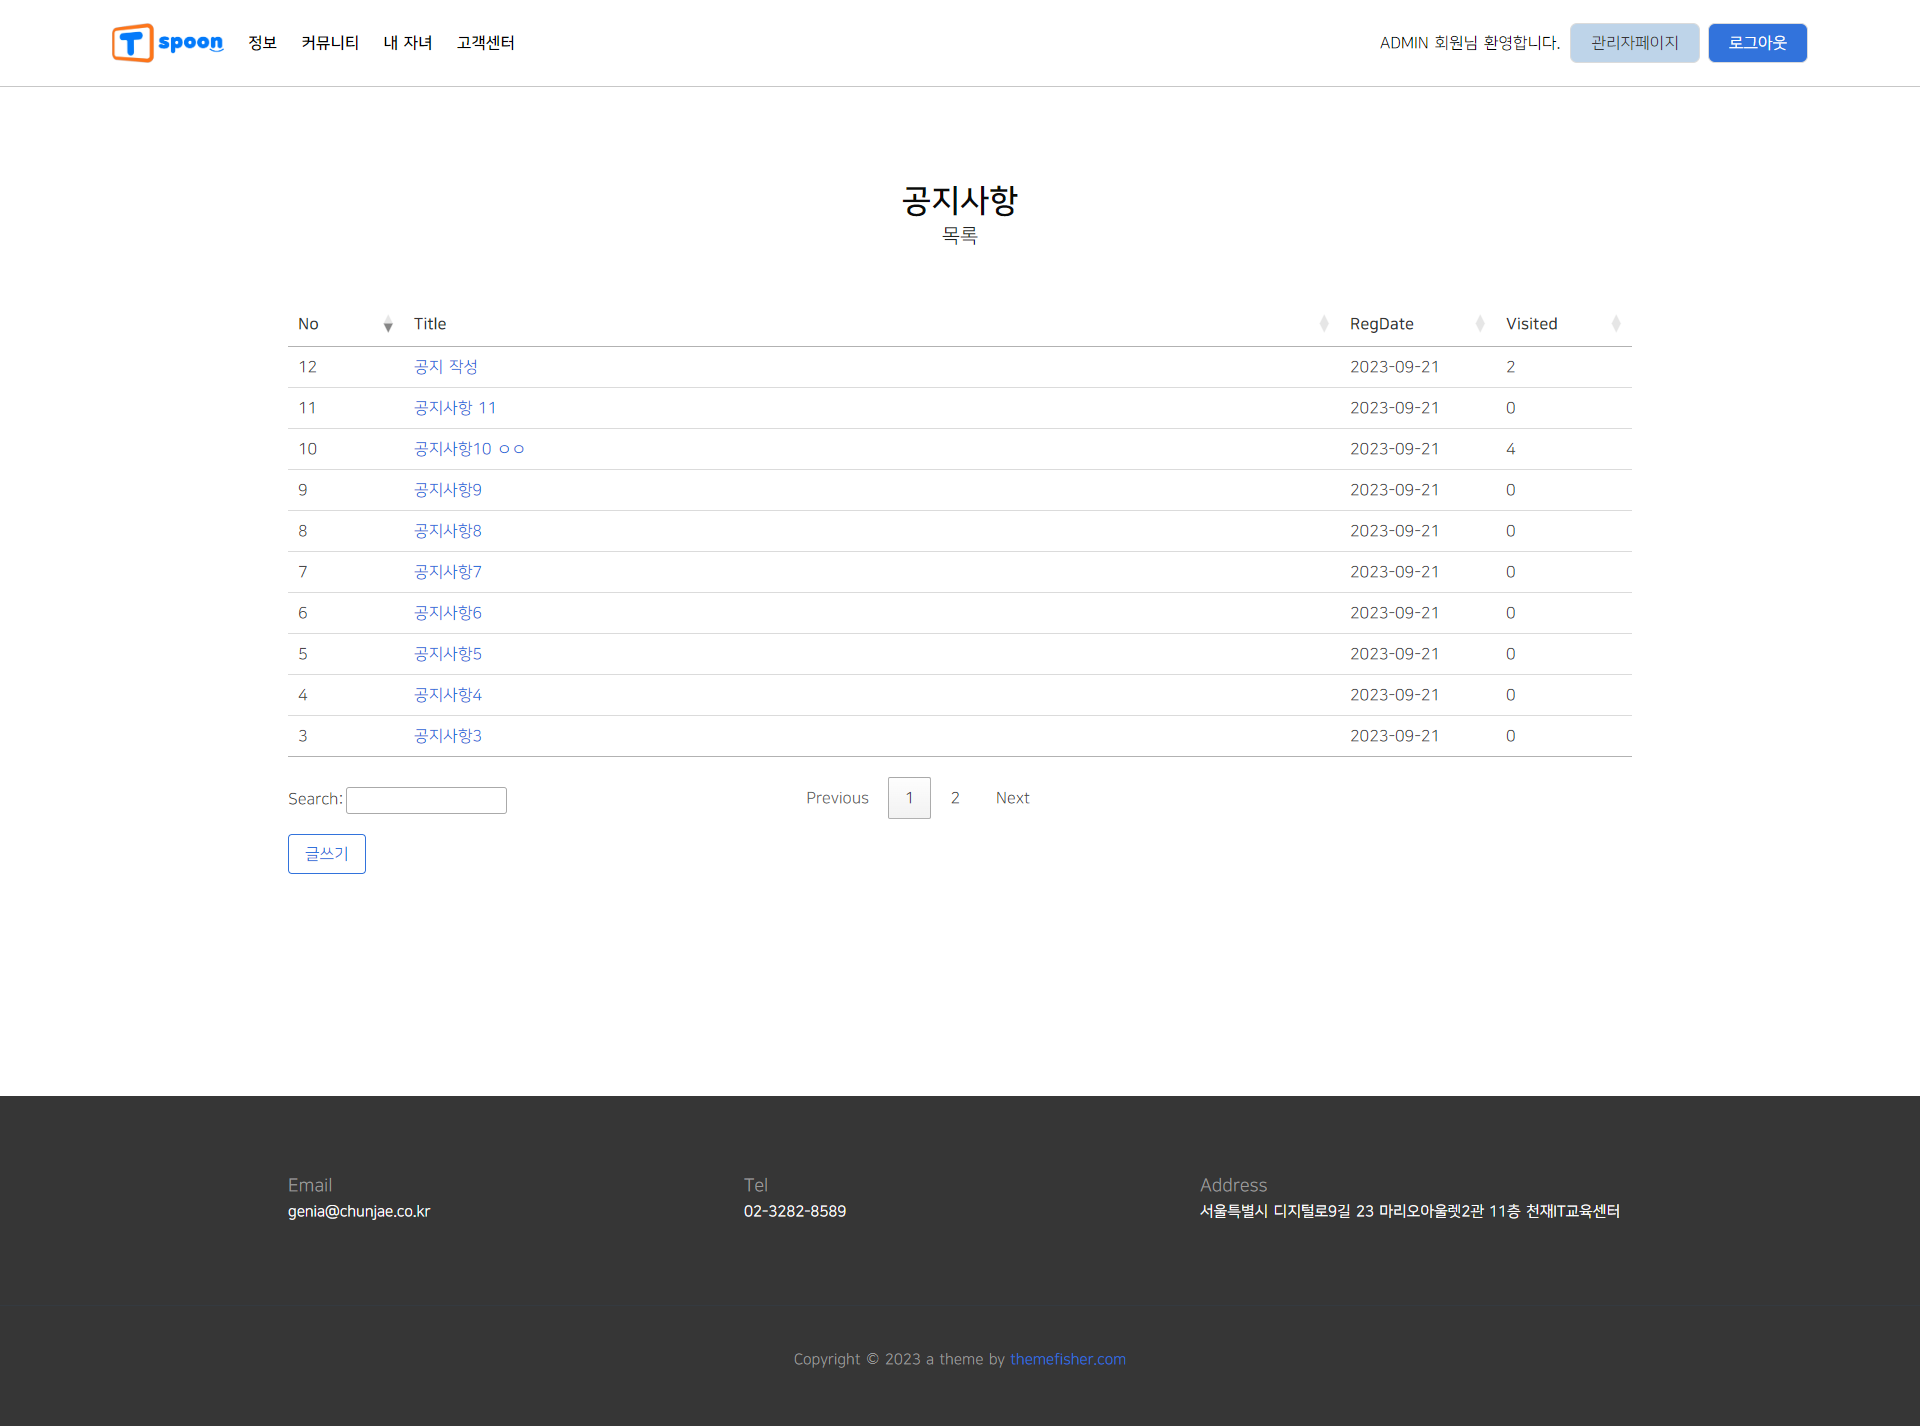 T spoon 정보 커뮤니티 내 자녀 고객센터 ADMIN 회원님 환영합니다. 관리자페이지 로그아웃
공지사항
목록
No Title RegDate Visited
12 공지 작성 2023-09-21 2
11 공지사항 11 2023-09-21 0
10 공지사항10 ㅇㅇ 2023-09-21 4
9 공지사항9 2023-09-21 0
8 공지사항8 2023-09-21 0
7 공지사항7 2023-09-21 0
6 공지사항6 2023-09-21 0
5 공지사항5 2023-09-21 0
4 공지사항4 2023-09-21 0
3 공지사항3 2023-09-21 0
Search: Previous 1 2 Next
글쓰기
Email Tel Address
genia@chunjae.co.kr 02-3282-8589 서울특별시 디지털로9길 23 마리오아울렛2관 11층 천재IT교육센터
Copyright © 2023 a theme by themefisher.com